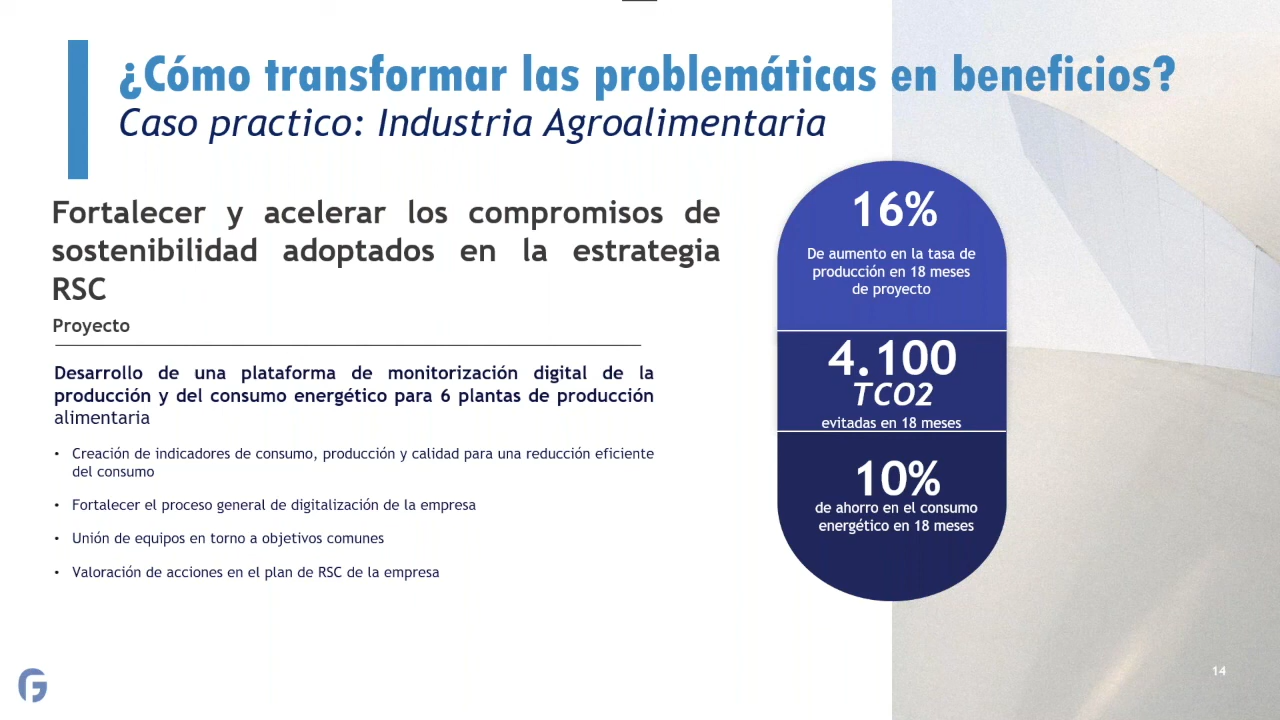 ¿Cómo transformar las problemáticas en beneficios?
Caso practico: Industria Agroalimentaria
Fortalecer y acelerar los compromisos de
sostenibilidad adoptados en la estrategia
RSC
Proyecto
Desarrollo de una plataforma de monitorización digital de la
producción y del consumo energético para 6 plantas de producción
alimentaria
• Creación de indicadores de consumo, producción y calidad para una reducción eficiente
del consumo
• Fortalecer el proceso general de digitalización de la empresa
• Unión de equipos en torno a objetivos comunes
• Valoración de acciones en el plan de RSC de la empresa
16%
De aumento en la tasa de
producción en 18 meses
de proyecto
4.100
TCO2
evitadas en 18 meses
10%
de ahorro en el consumo
energético en 18 meses
14